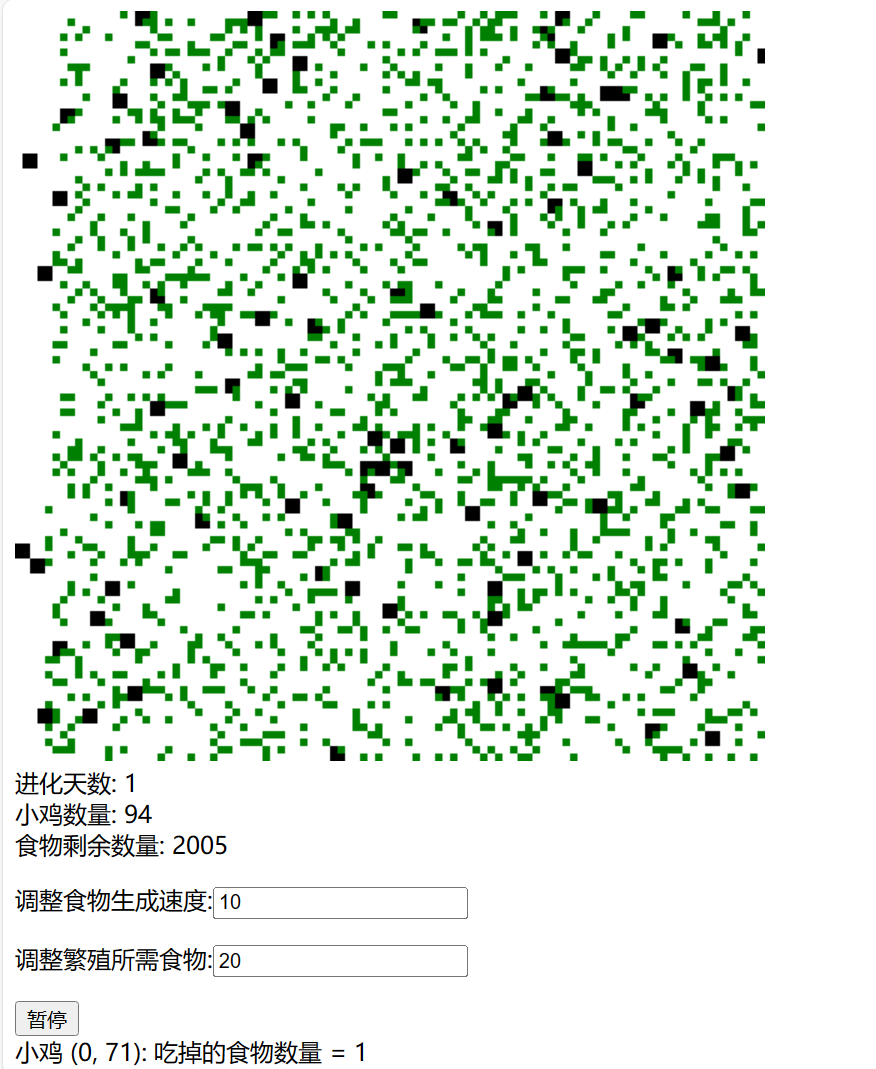 进化天数: 1
小鸡数量: 94
食物剩余数量: 2005
调整食物生成速度:10
调整繁殖所需食物:20
暂停
小鸡 (0, 71): 吃掉的食物数量 = 1